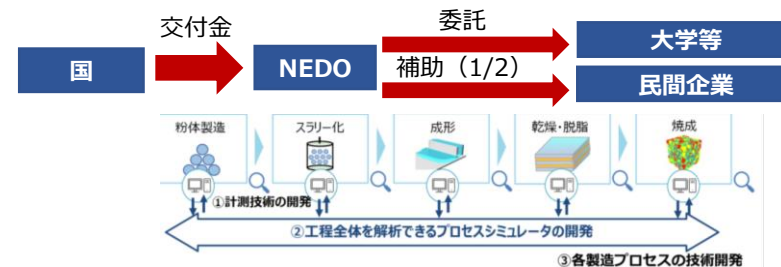 交付金
委託
国
NEDO
大学等
補助（1/2）
民間企業
粉体製造
スラリー化
成形
乾燥・脱脂
焼成
①計測技術の開発
②工程全体を解析できるプロセスシミュレータの開発
③各製造プロセスの技術開発